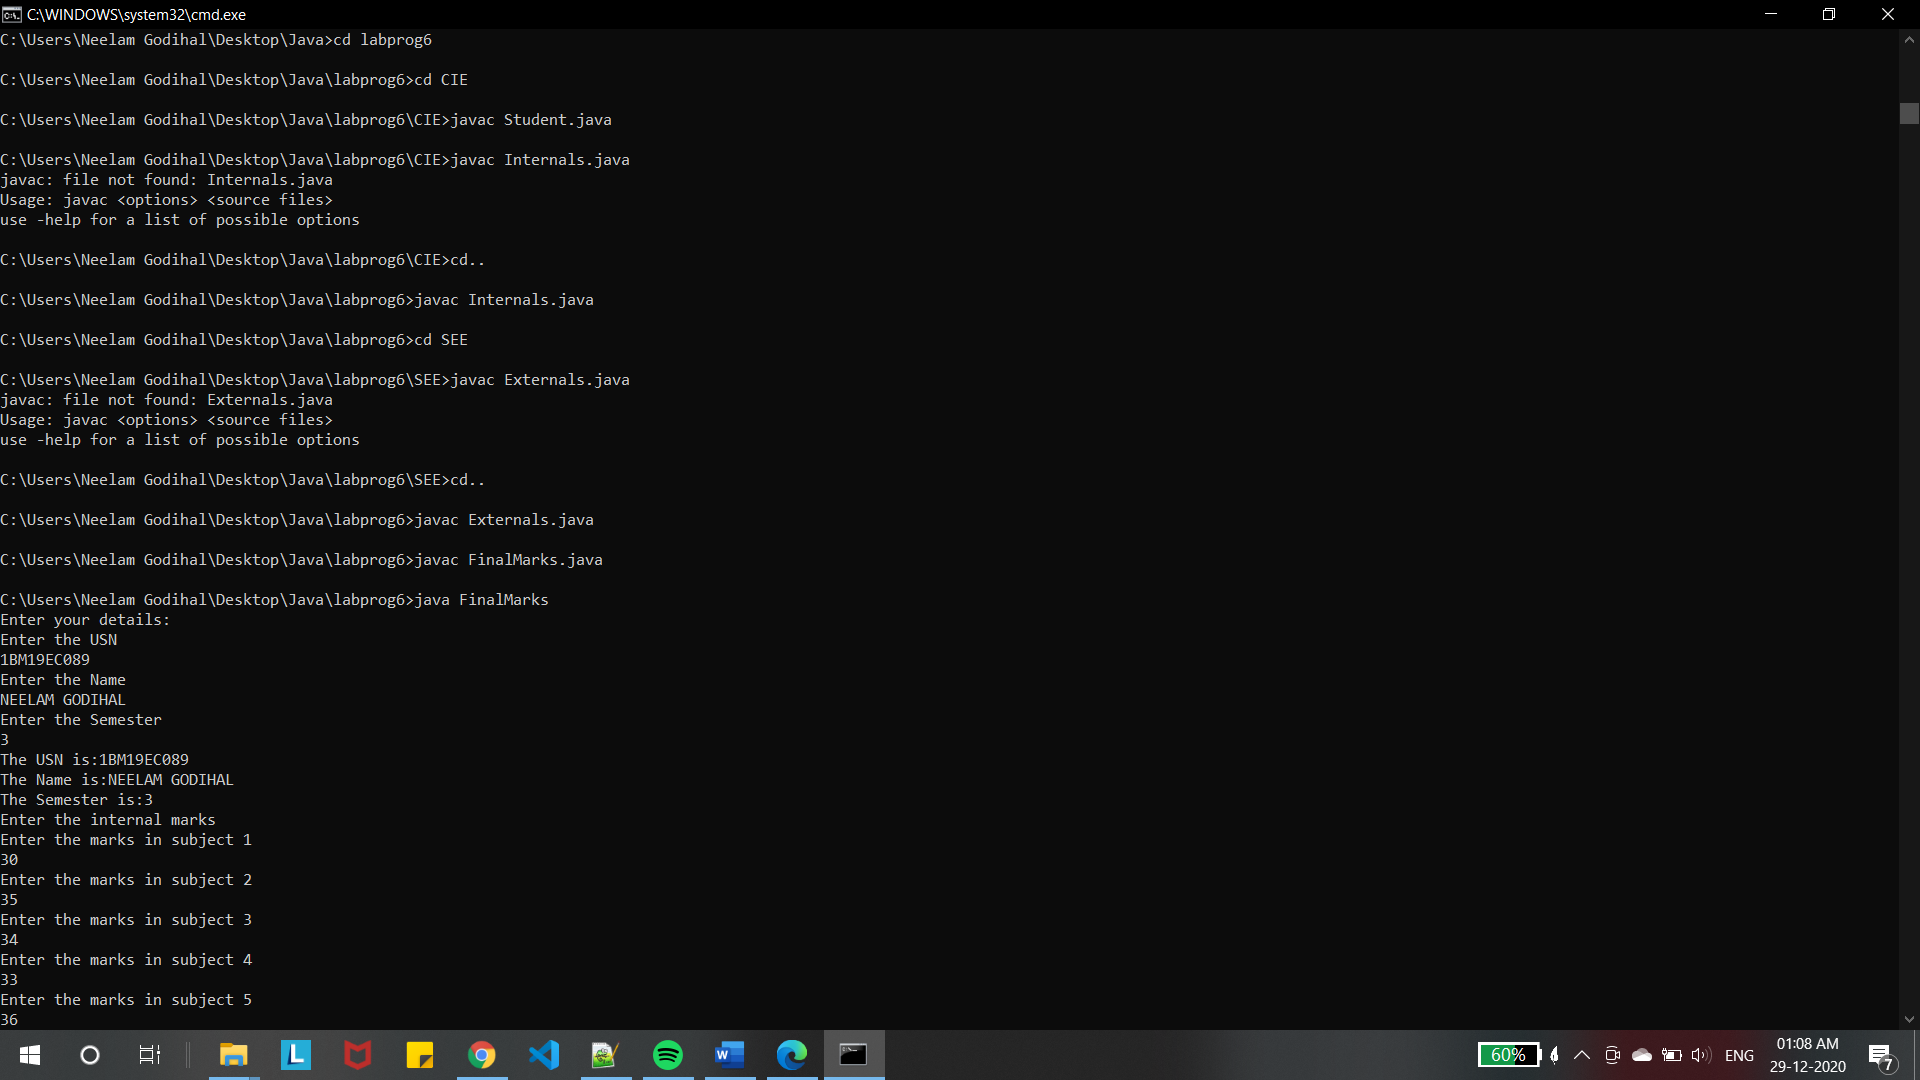 C:\WINDOWS\system32\cmd.exe
C:\Users\Neelam Godihal\Desktop\Java>cd labprog6
C:\Users\Neelam Godihal\Desktop\Java\labprog6>cd CIE
C:\Users\Neelam Godihal\Desktop\Java\labprog6\CIE>javac Student.java
C:\Users\Neelam Godihal\Desktop\Java\labprog6\CIE>javac Internals.java
javac: file not found: Internals.java
Usage: javac <options> <source files>
use -help for a list of possible options
C:\Users\Neelam Godihal\Desktop\Java\labprog6\CIE>cd..
C:\Users\Neelam Godihal\Desktop\Java\labprog6>javac Internals.java
C:\Users\Neelam Godihal\Desktop\Java\labprog6>cd SEE
C:\Users\Neelam Godihal\Desktop\Java\labprog6\SEE>javac Externals.java
javac: file not found: Externals.java
Usage: javac <options> <source files>
use -help for a list of possible options
C:\Users\Neelam Godihal\Desktop\Java\labprog6\SEE>cd..
C:\Users\Neelam Godihal\Desktop\Java\labprog6>javac Externals.java
C:\Users\Neelam Godihal\Desktop\Java\labprog6>javac FinalMarks.java
C:\Users\Neelam Godihal\Desktop\Java\labprog6>java FinalMarks
Enter your details:
Enter the USN
1BM19EC089
Enter the Name
NEELAM GODIHAL
Enter the Semester
3
The USN is:1BM19EC089
The Name is:NEELAM GODIHAL
The Semester is:3
Enter the internal marks
Enter the marks in subject 1
30
Enter the marks in subject 2
35
Enter the marks in subject 3
34
Enter the marks in subject 4
33
Enter the marks in subject 5
36
L
W
60%
ENG
01:08 AM
29-12-2020
7